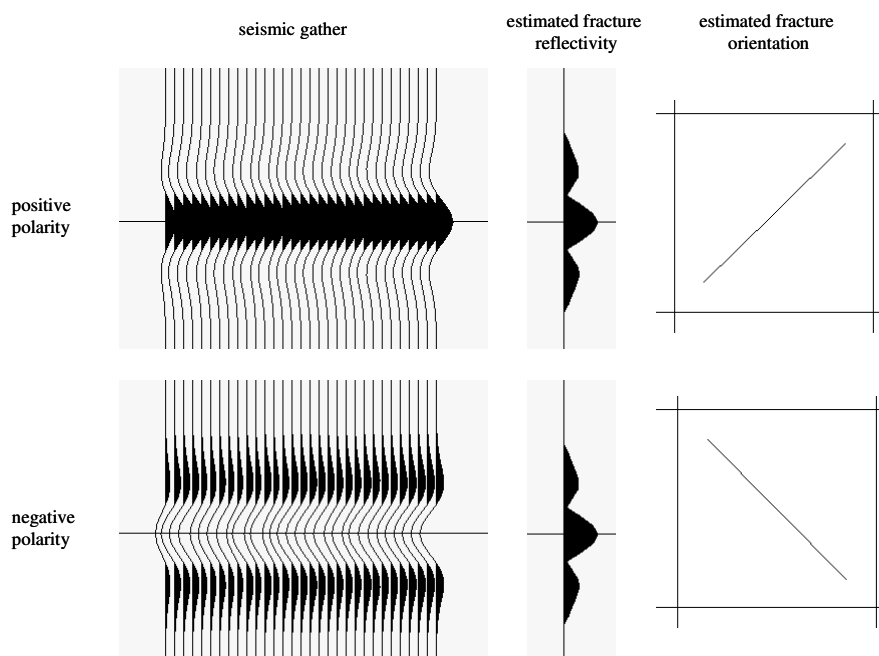 seismic gather
estimated fracture
reflectivity
estimated fracture
orientation
positive
polarity
negative
polarity